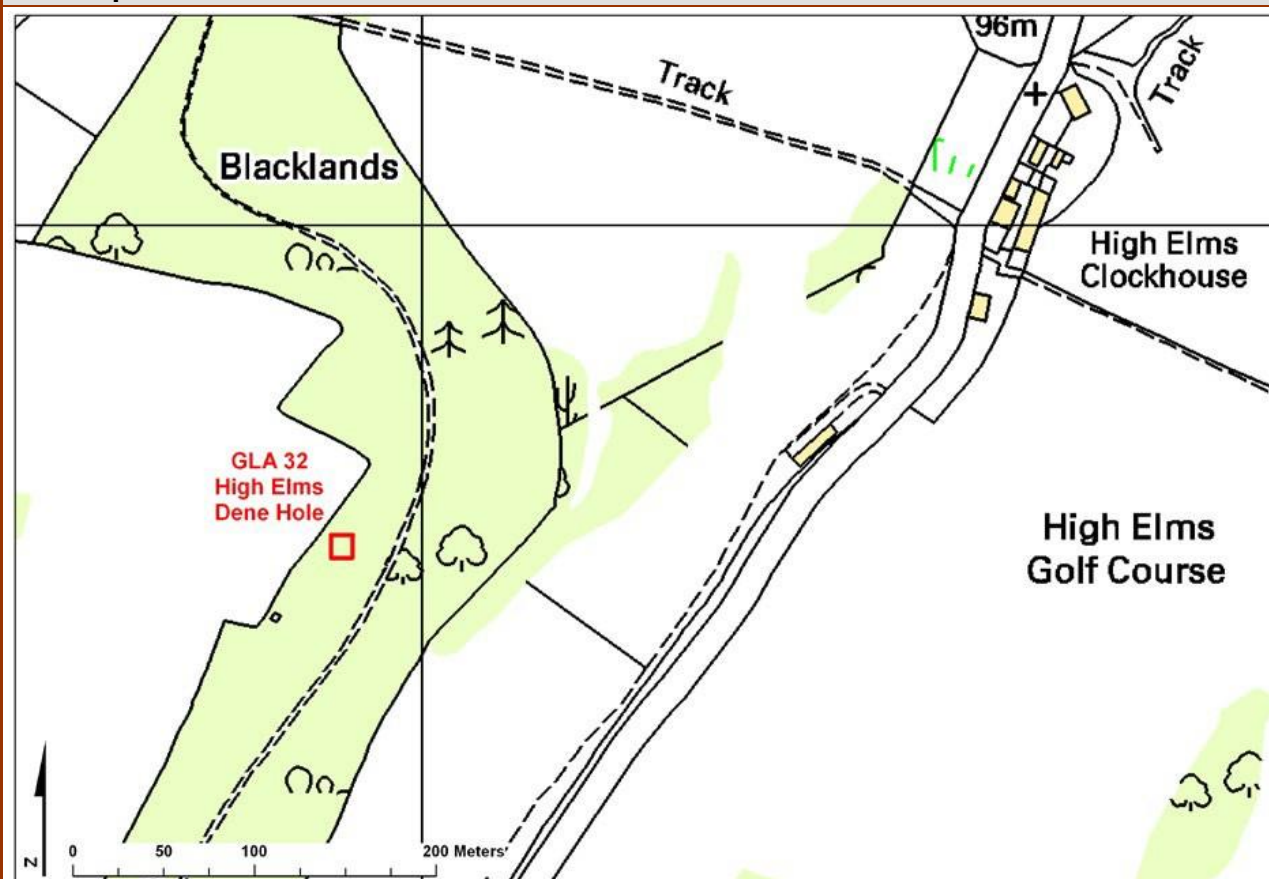 96m
Track
Track
Blacklands
High Elms
Clockhouse
GLA 32
High Elms
Dene Hole
High Elms
Golf Course
N
0 50 100 200 Meters